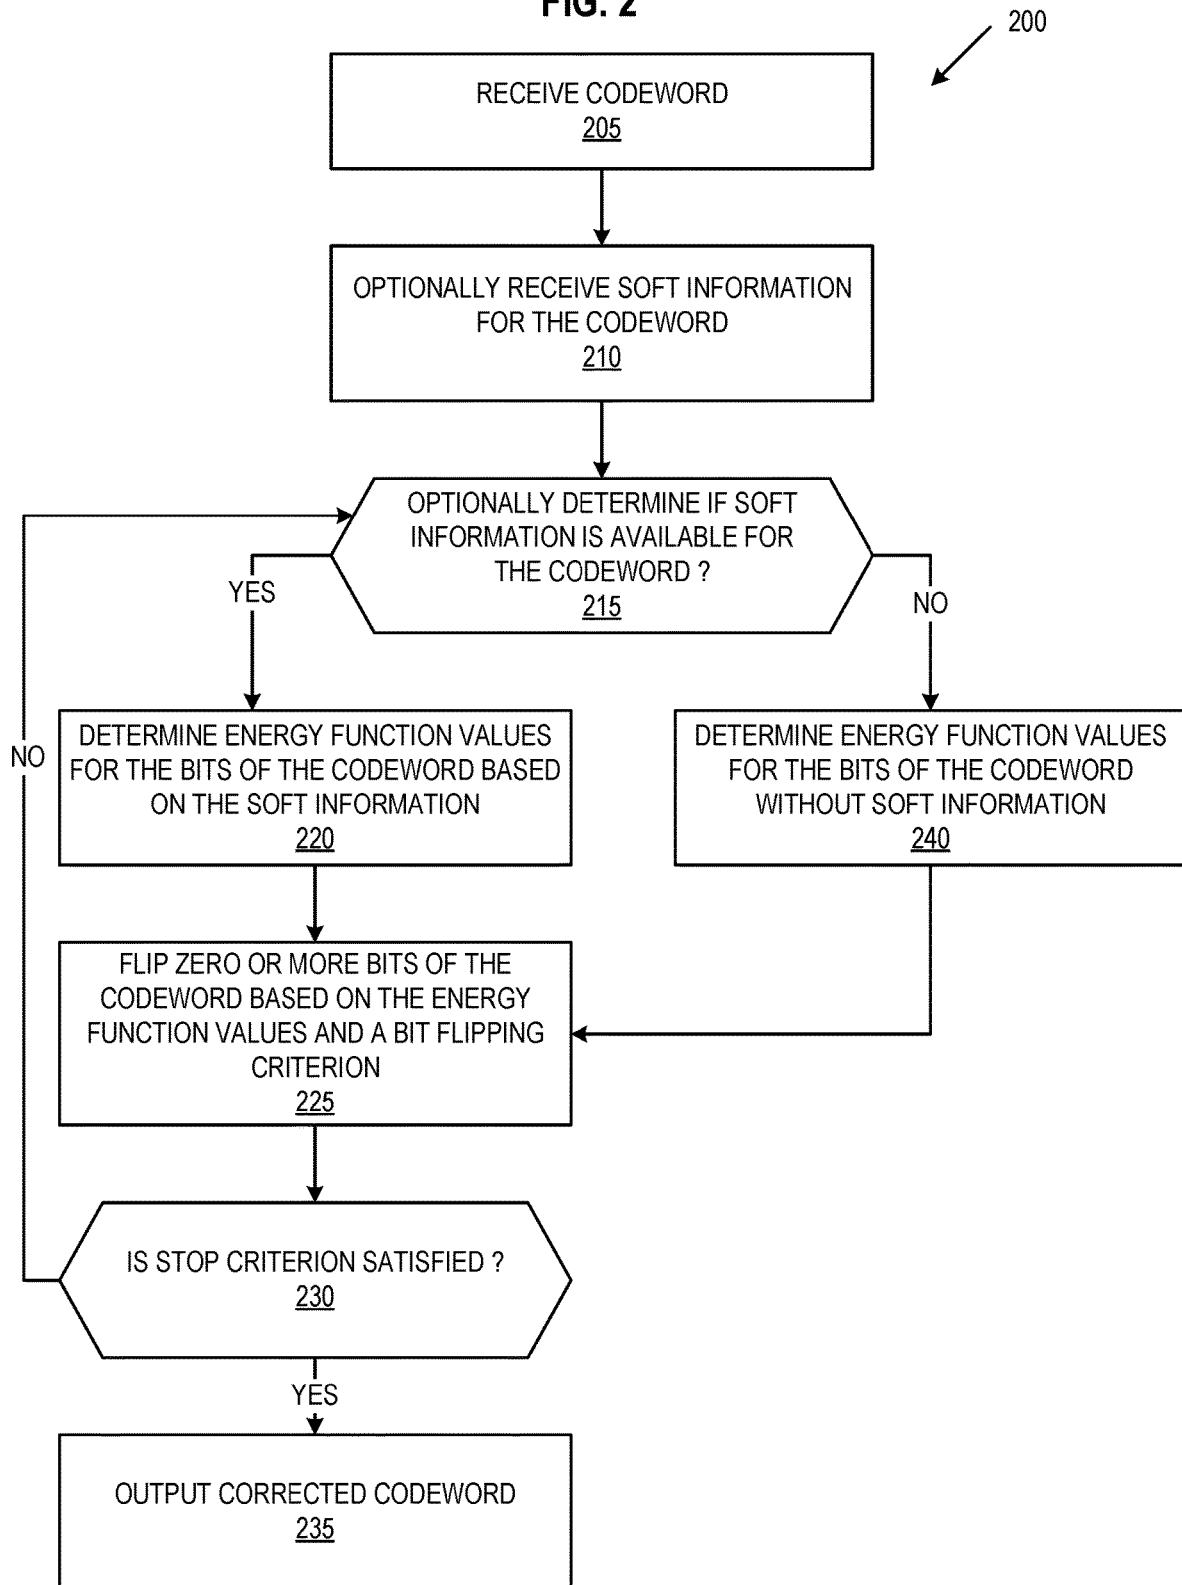 FIG. 2
200
RECEIVE CODEWORD
205
OPTIONALLY RECEIVE SOFT INFORMATION
FOR THE CODEWORD
210
OPTIONALLY DETERMINE IF SOFT
INFORMATION IS AVAILABLE FOR
THE CODEWORD ?
215
YES
NO
DETERMINE ENERGY FUNCTION VALUES
FOR THE BITS OF THE CODEWORD BASED
ON THE SOFT INFORMATION
220
DETERMINE ENERGY FUNCTION VALUES
FOR THE BITS OF THE CODEWORD
WITHOUT SOFT INFORMATION
240
NO
FLIP ZERO OR MORE BITS OF THE
CODEWORD BASED ON THE ENERGY
FUNCTION VALUES AND A BIT FLIPPING
CRITERION
225
IS STOP CRITERION SATISFIED ?
230
YES
OUTPUT CORRECTED CODEWORD
235